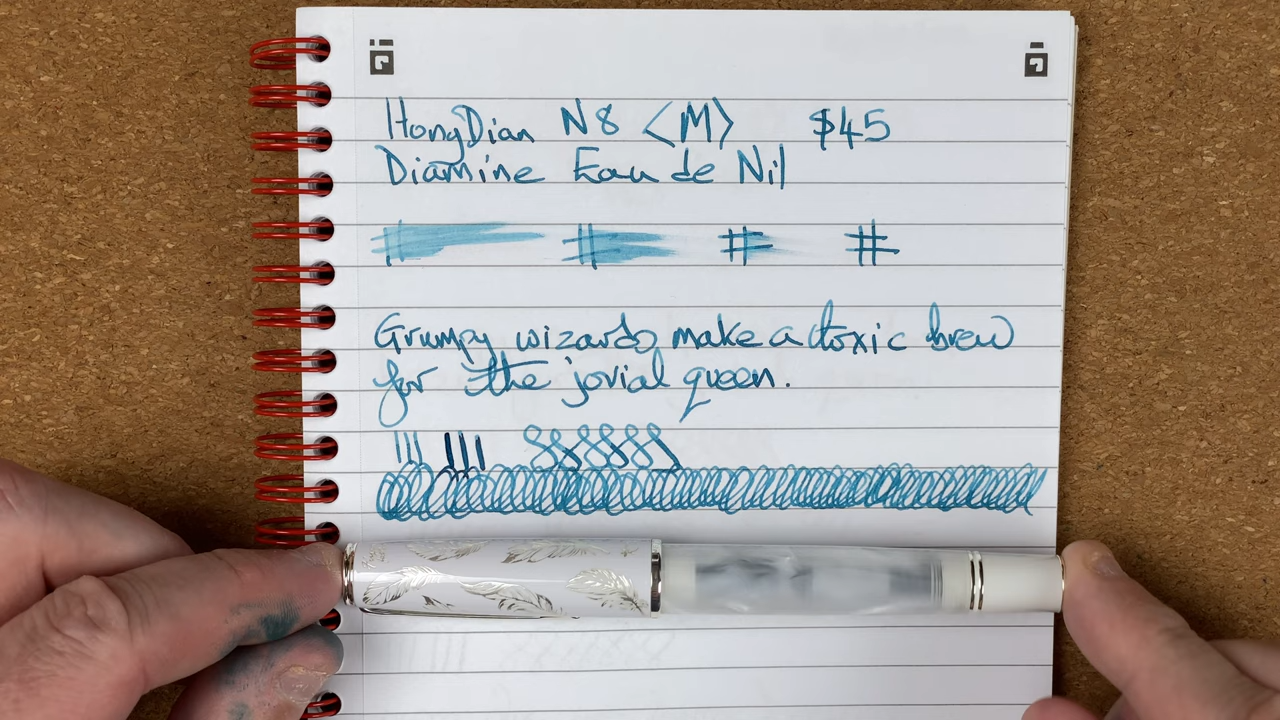 HongDian N8 <M> $45
Diamine Eau de Nil
Grumpy wizards make a toxic brew
for the jovial queen.